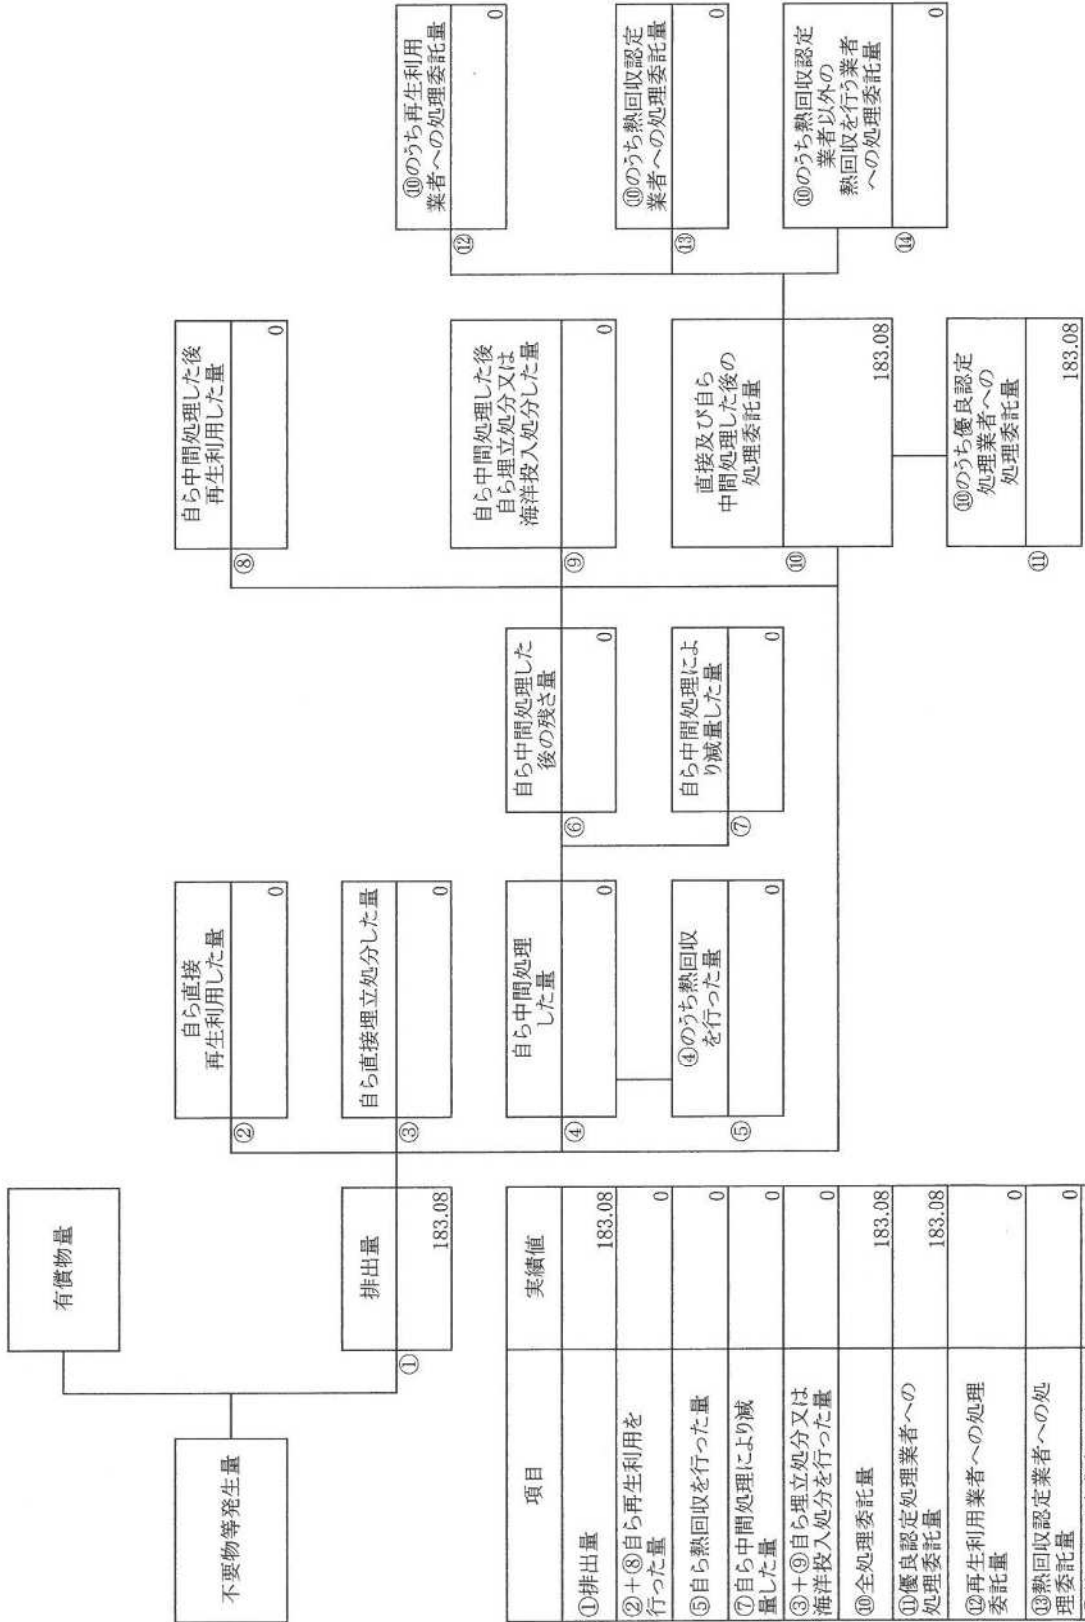 不要物等発生量
有償物量
①
排出量
183.08
②
自ら直接
再生利用した量
0
③
自ら直接埋立処分した量
0
④
自ら中間処理
した量
0
⑤
④のうち熱回収
を行った量
0
⑥
自ら中間処理した
後の残さ量
0
⑦
自ら中間処理によ
り減量した量
0
⑧
自ら中間処理した後
再生利用した量
0
⑨
自ら中間処理した後
自ら埋立処分又は
海洋投入処分した量
0
⑩
直接及び自ら
中間処理した後の
処理委託量
183.08
⑪
⑩のうち優良認定
処理業者への
処理委託量
183.08
⑫
⑩のうち再生利用
業者への処理委託量
0
⑬
⑩のうち熱回収認定
業者への処理委託量
0
⑭
⑩のうち熱回収認定
業者以外の
熱回収を行う業者
への処理委託量
0
項目
実績値
①排出量
183.08
②+⑧自ら再生利用を
行った量
0
⑤自ら熱回収を行った量
0
⑦自ら中間処理により減
量した量
0
③+⑨自ら埋立処分又は
海洋投入処分を行った量
0
⑩全処理委託量
183.08
⑪優良認定処理業者への
処理委託量
183.08
⑫再生利用業者への処理
委託量
0
⑬熱回収認定業者への処
理委託量
0